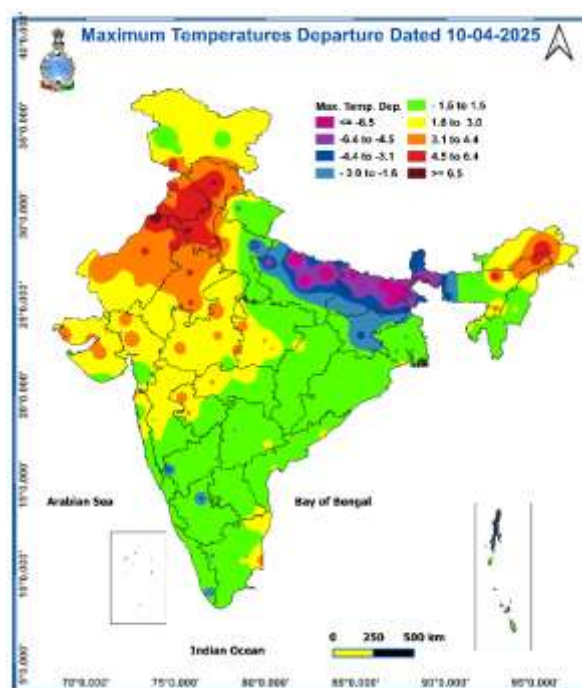 Maximum Temperatures Departure Dated 10-04-2025
Max. Temp. Dep.
<= -6.5
-6.4 to -4.5
-4.4 to -3.1
- 3.0 to -1.6
- 1.5 to 1.5
1.6 to 3.0
3.1 to 4.4
4.5 to 6.4
>= 6.5
Arabian Sea
Bay of Bengal
Indian Ocean
0 250 500 km
70°0.000' 75°0.000' 80°0.000' 85°0.000' 90°0.000' 95°0.000'